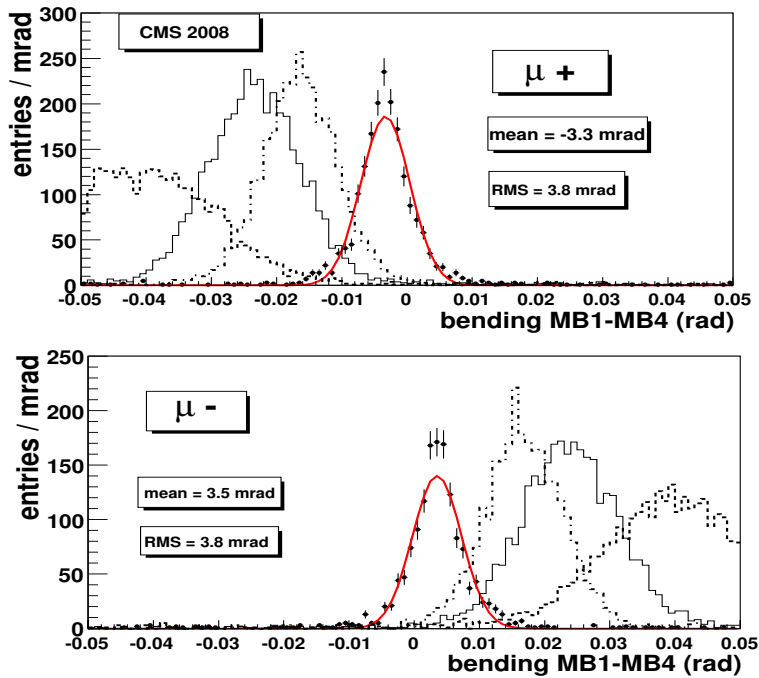 entries / mrad
300
250
200
150
100
50
0
CMS 2008
μ +
mean = -3.3 mrad
RMS = 3.8 mrad
-0.05 -0.04 -0.03 -0.02 -0.01 0 0.01 0.02 0.03 0.04 0.05
bending MB1-MB4 (rad)
entries / mrad
250
200
150
100
50
0
μ -
mean = 3.5 mrad
RMS = 3.8 mrad
-0.05 -0.04 -0.03 -0.02 -0.01 0 0.01 0.02 0.03 0.04 0.05
bending MB1-MB4 (rad)